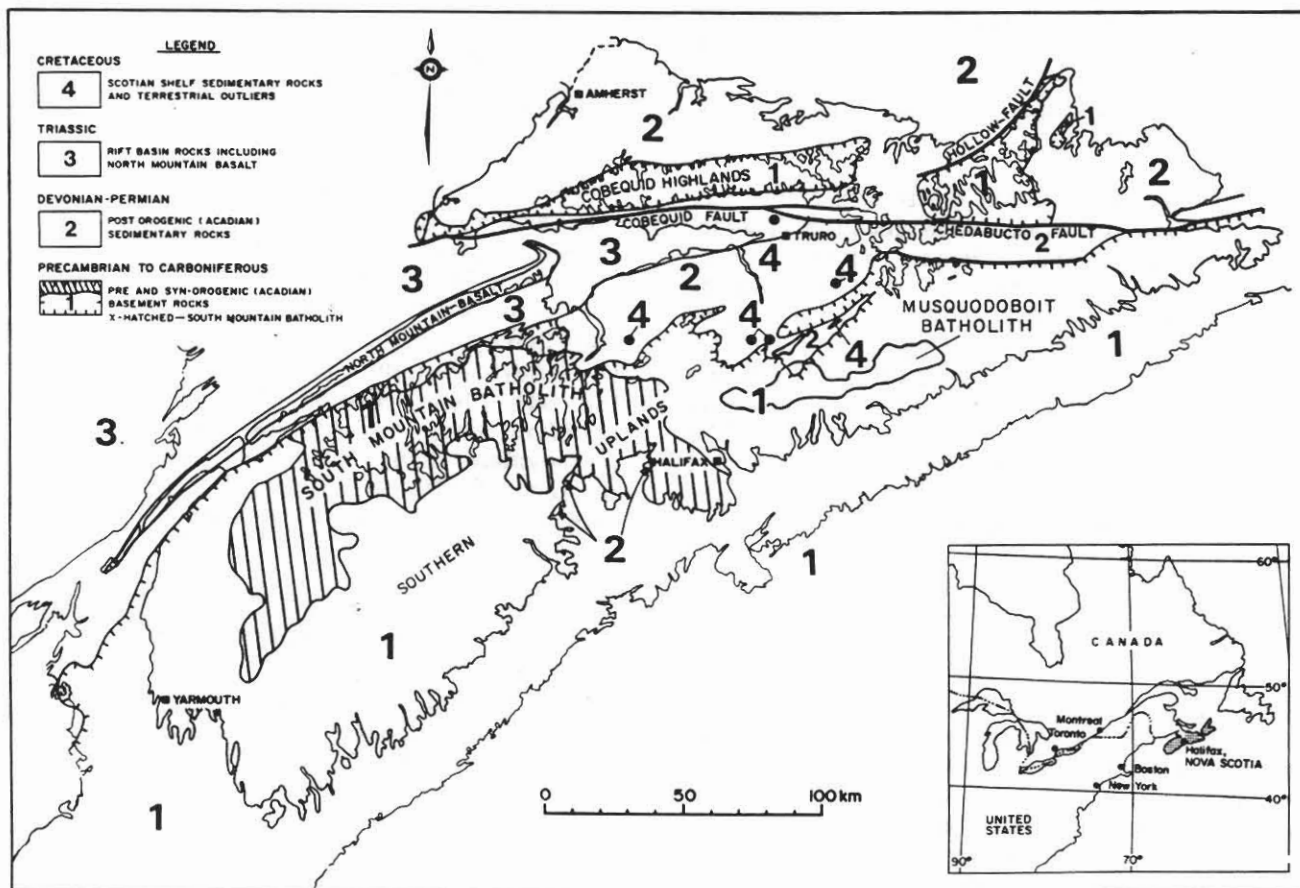 LEGEND
CRETACEOUS
4
SCOTIAN SHELF SEDIMENTARY ROCKS
AND TERRESTRIAL OUTLIERS
TRIASSIC
3
RIFT BASIN ROCKS INCLUDING
NORTH MOUNTAIN BASALT
DEVONIAN-PERMIAN
2
POST OROGENIC (ACADIAN)
SEDIMENTARY ROCKS
PRECAMBRIAN TO CARBONIFEROUS
1
PRE AND SYN-OROGENIC (ACADIAN)
BASEMENT ROCKS
X-HATCHED—SOUTH MOUNTAIN BATHOLITH
N
AMHERST
2
2
HOLLOW-FAULT
1
2
COBEQUID HIGHLANDS
1
1
COBEQUID FAULT
CHEDABUCTO FAULT
2
TRURO
3
3
4
2
4
NORTH MOUNTAIN-BASALT
3
4
4
2
4
MUSQUODOBOIT
BATHOLITH
1
1
3
1
SOUTH MOUNTAIN BATHOLITH
UPLANDS
HALIFAX
2
SOUTHERN
1
1
YARMOUTH
1
0 50 100 km
60°
CANADA
50°
Montreal
Toronto
Halifax,
NOVA SCOTIA
Boston
New York
40°
UNITED
STATES
90°
70°